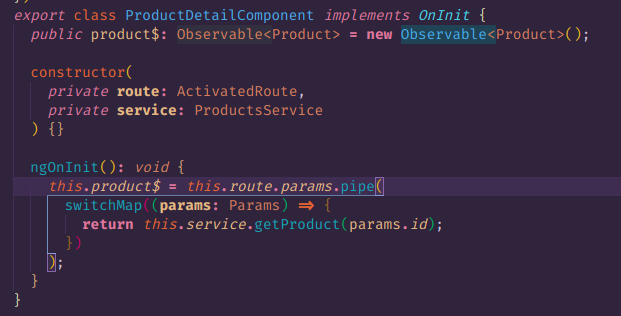 })
export class ProductDetailComponent implements OnInit {
  public product$: Observable<Product> = new Observable<Product>();

  constructor(
    private route: ActivatedRoute,
    private service: ProductsService
  ) {}

  ngOnInit(): void {
    this.product$ = this.route.params.pipe(
      switchMap((params: Params) => {
        return this.service.getProduct(params.id);
      })
    );
  }
}